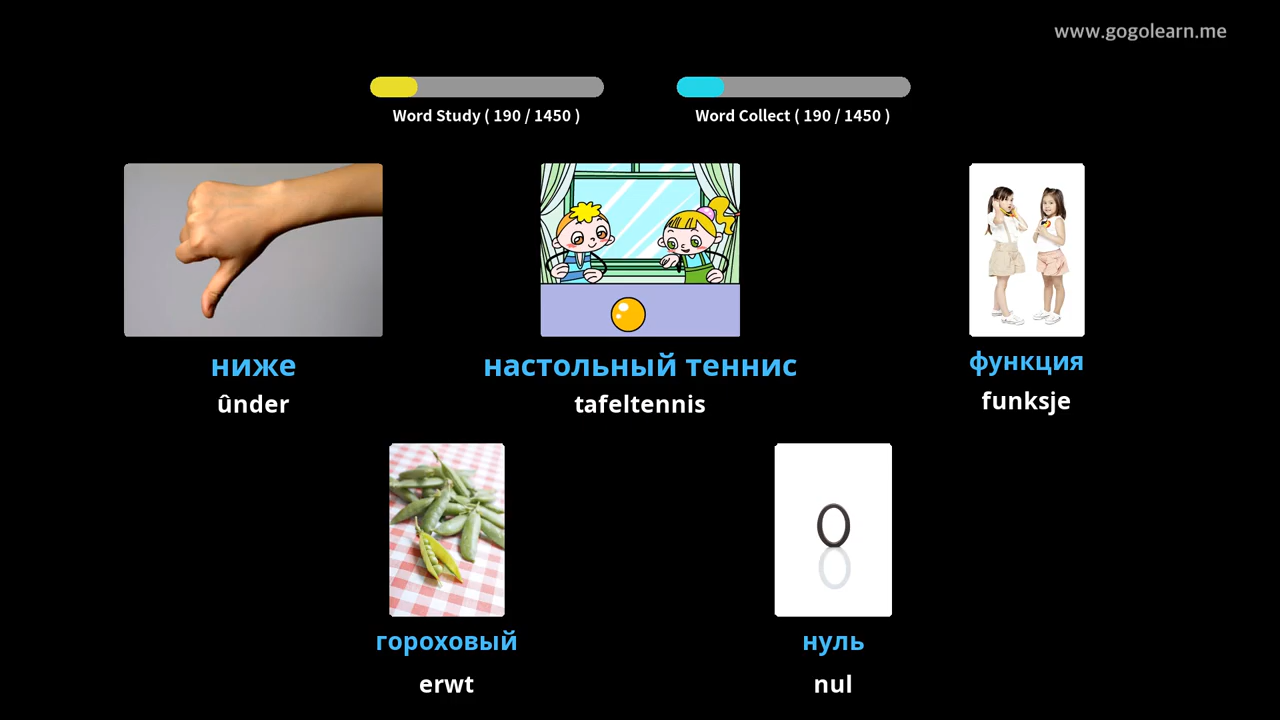 www.gogolearn.me
Word Study ( 190 / 1450 )
Word Collect ( 190 / 1450 )
ниже
ûnder
настольный теннис
tafeltennis
функция
funksje
гороховый
erwt
нуль
nul